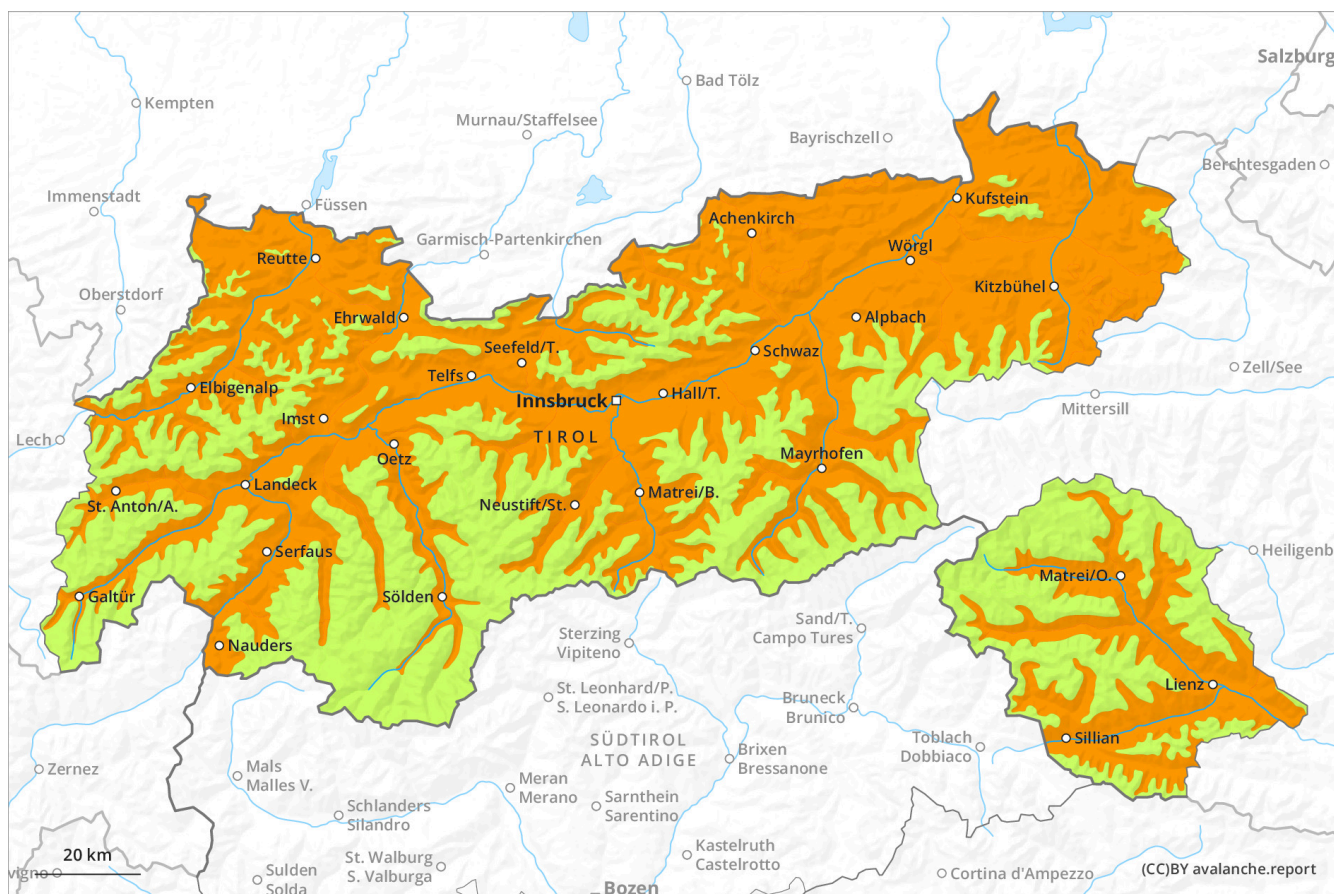 Salzburg
Bad Tölz
Kempten
Murnau/Staffelsee
Bayrischzell
Berchtesgaden
Immenstadt
Füssen
Kufstein
Achenkirch
Garmisch-Partenkirchen
Wörgl
Reutte
Kitzbühel
Oberstdorf
Ehrwald
Alpbach
Seefeld/T.
Schwaz
Zell/See
Telfs
Elbigenalp
Innsbruck
Hall/T.
Mittersill
Imst
TIROL
Lech
Oetz
Mayrhofen
Landeck
Matrei/B.
St. Anton/A.
Neustift/St.
Serfaus
Heiligenb
Matrei/O.
Galtür
Sölden
Sand/T.
Campo Tures
Sterzing
Vipiteno
Nauders
Lienz
St. Leonhard/P.
S. Leonardo i. P.
Bruneck
Brunico
SÜDTIROL
ALTO ADIGE
Toblach
Dobbiaco
Sillian
Brixen
Bressanone
Zernez
Mals
Malles V.
Meran
Merano
Schlanders
Silandro
Sarnthein
Sarentino
20 km
Kastelruth
Castelrotto
St. Walburg
S. Valburga
vigno
Sulden
Solda
Bozen
Cortina d'Ampezzo
(CC)BY avalanche.report